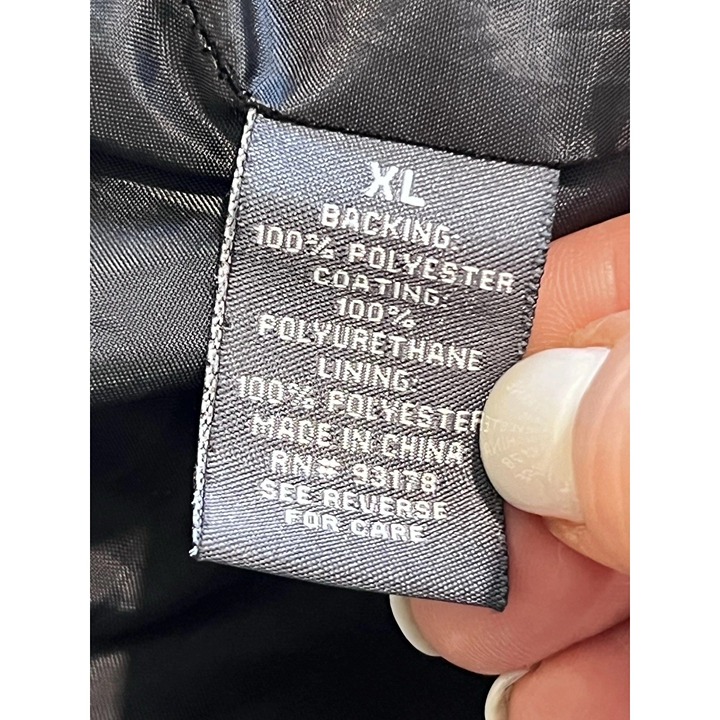 XL
BACKING:
100% POLYESTER
COATING:
100%
POLYURETHANE
LINING:
100% POLYESTER
MADE IN CHINA
RN# 93178
SEE REVERSE
FOR CARE